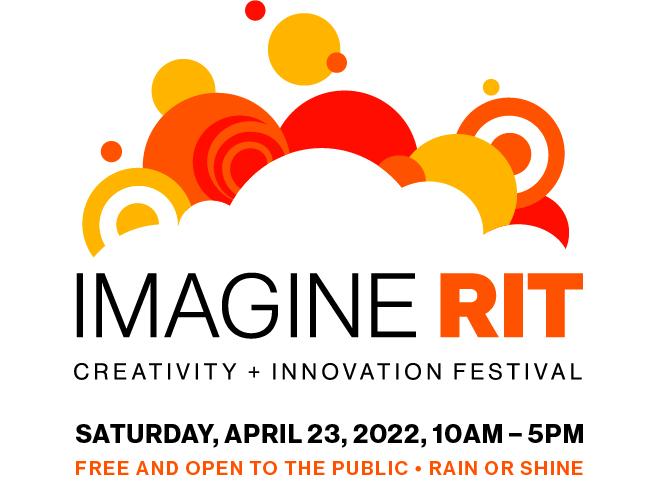 IMAGINE RIT
CREATIVITY + INNOVATION FESTIVAL
SATURDAY, APRIL 23, 2022, 10AM – 5PM
FREE AND OPEN TO THE PUBLIC • RAIN OR SHINE